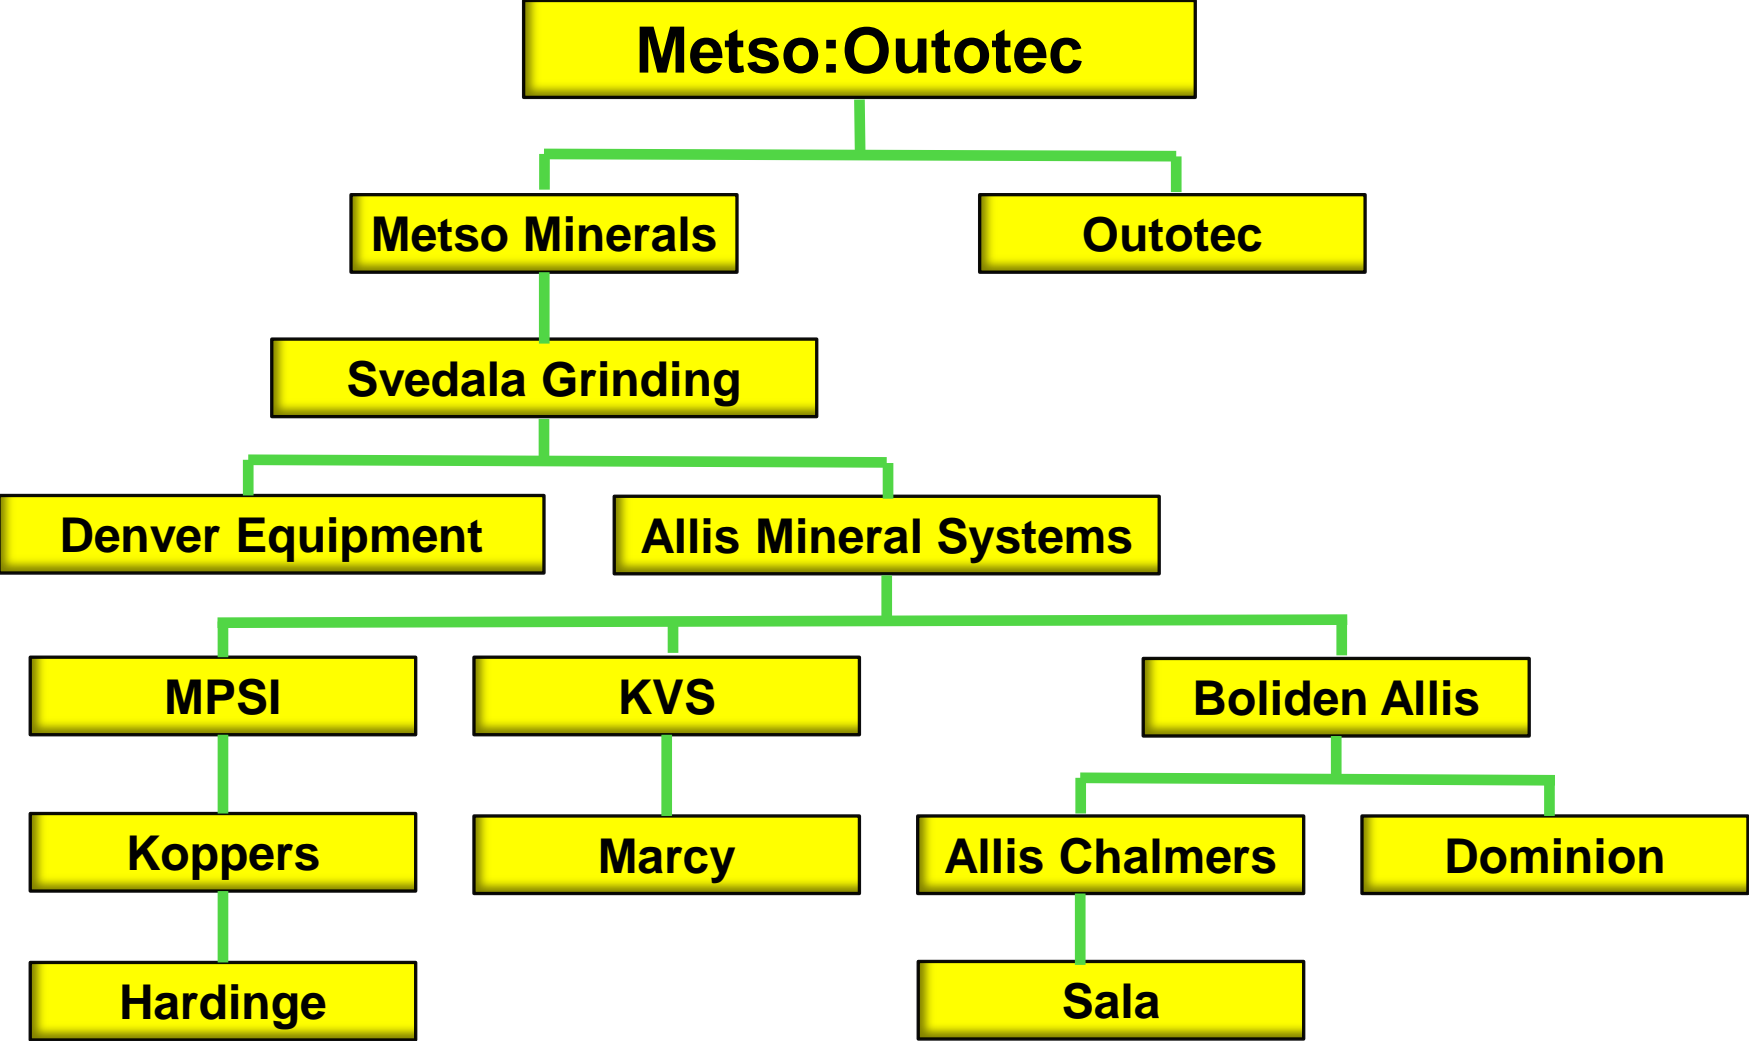 Metso:Outotec
Metso Minerals
Outotec
Svedala Grinding
Denver Equipment
Allis Mineral Systems
MPSI
KVS
Boliden Allis
Koppers
Marcy
Allis Chalmers
Dominion
Hardinge
Sala